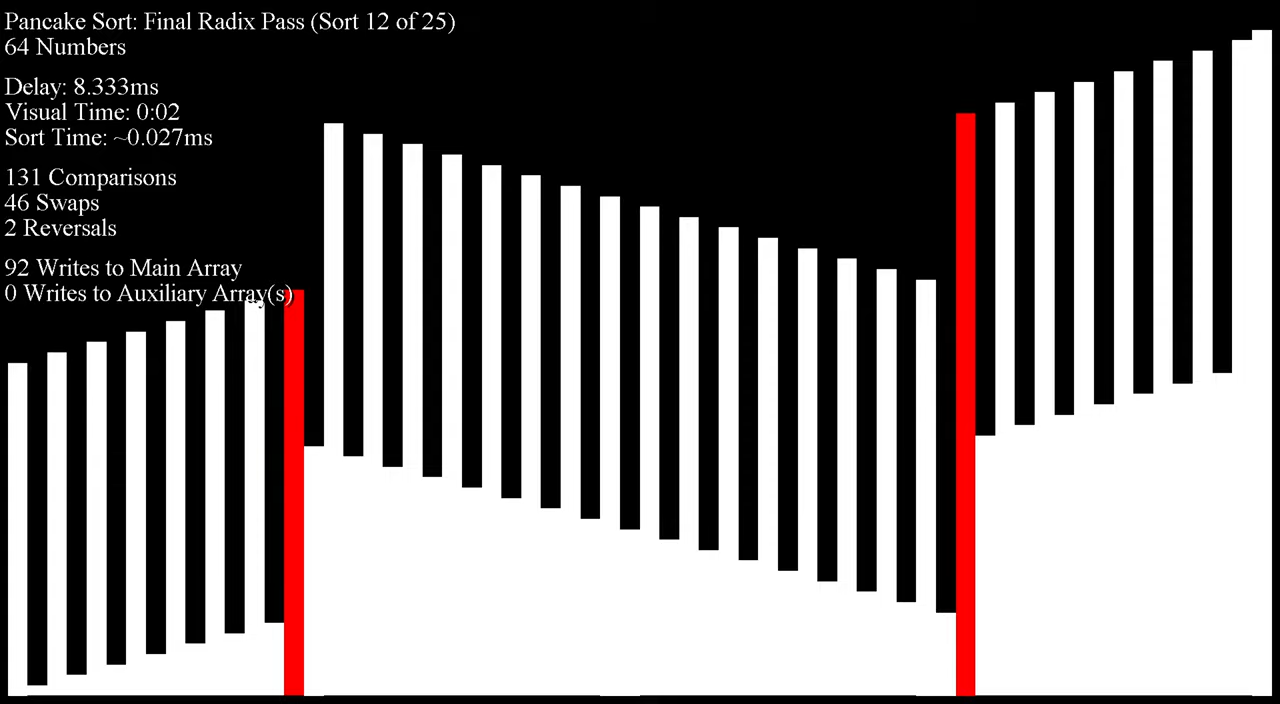 Pancake Sort: Final Radix Pass (Sort 12 of 25)
64 Numbers
Delay: 8.333ms
Visual Time: 0:02
Sort Time: ~0.027ms
131 Comparisons
46 Swaps
2 Reversals
92 Writes to Main Array
0 Writes to Auxiliary Array(s)